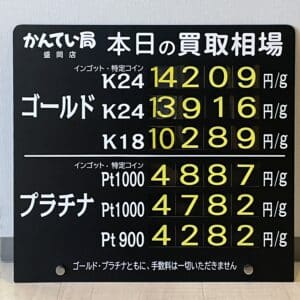 かんてい局 本日の買取相場
盛岡店
インゴット・特定コイン
K24 14209 円/g
ゴールド K24 13916 円/g
K18 10289 円/g
インゴット・特定コイン
Pt1000 4887 円/g
プラチナ Pt1000 4782 円/g
Pt900 4282 円/g
ゴールド・プラチナともに、手数料は一切いただきません